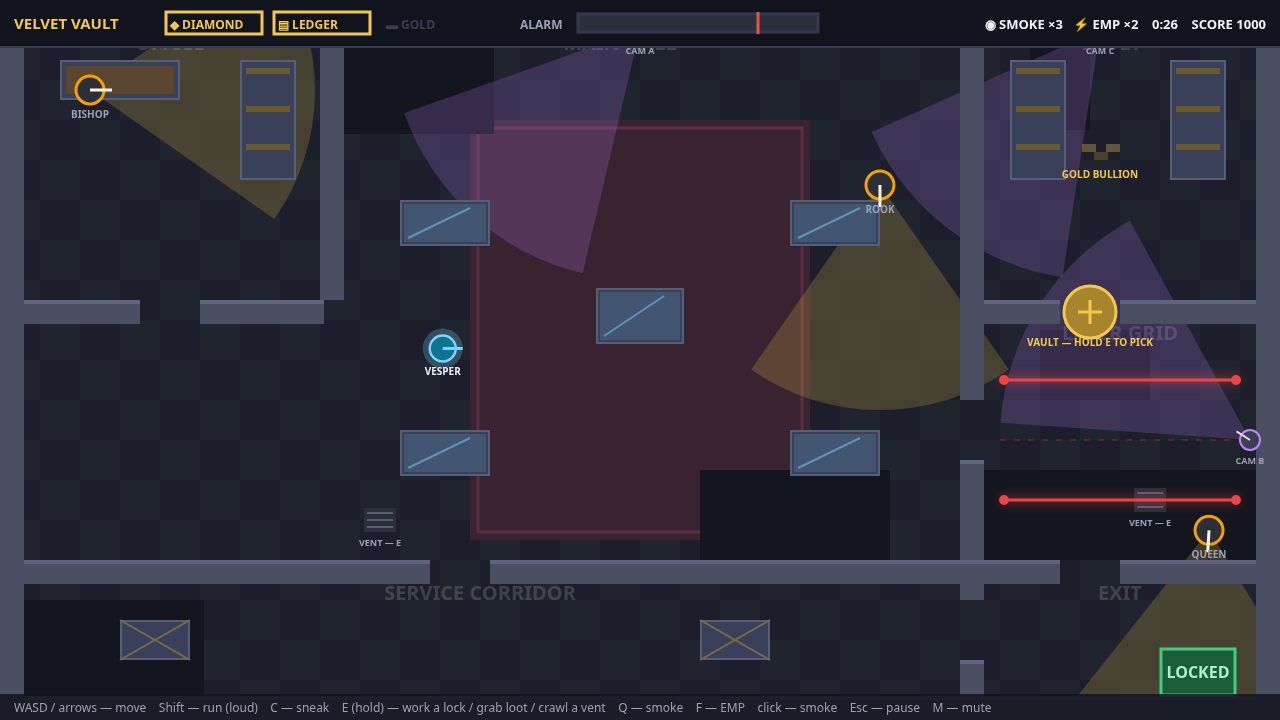 VELVET VAULT
◆ DIAMOND
▤ LEDGER
▬ GOLD
ALARM
◉ SMOKE ×3
⚡ EMP ×2
0:26
SCORE 1000
CAM A
CAM C
BISHOP
GOLD BULLION
ROOK
GRID
VAULT — HOLD E TO PICK
VESPER
CAM B
VENT — E
VENT — E
QUEEN
SERVICE CORRIDOR
EXIT
LOCKED
WASD / arrows — move Shift — run (loud) C — sneak E (hold) — work a lock / grab loot / crawl a vent Q — smoke F — EMP click — smoke Esc — pause M — mute